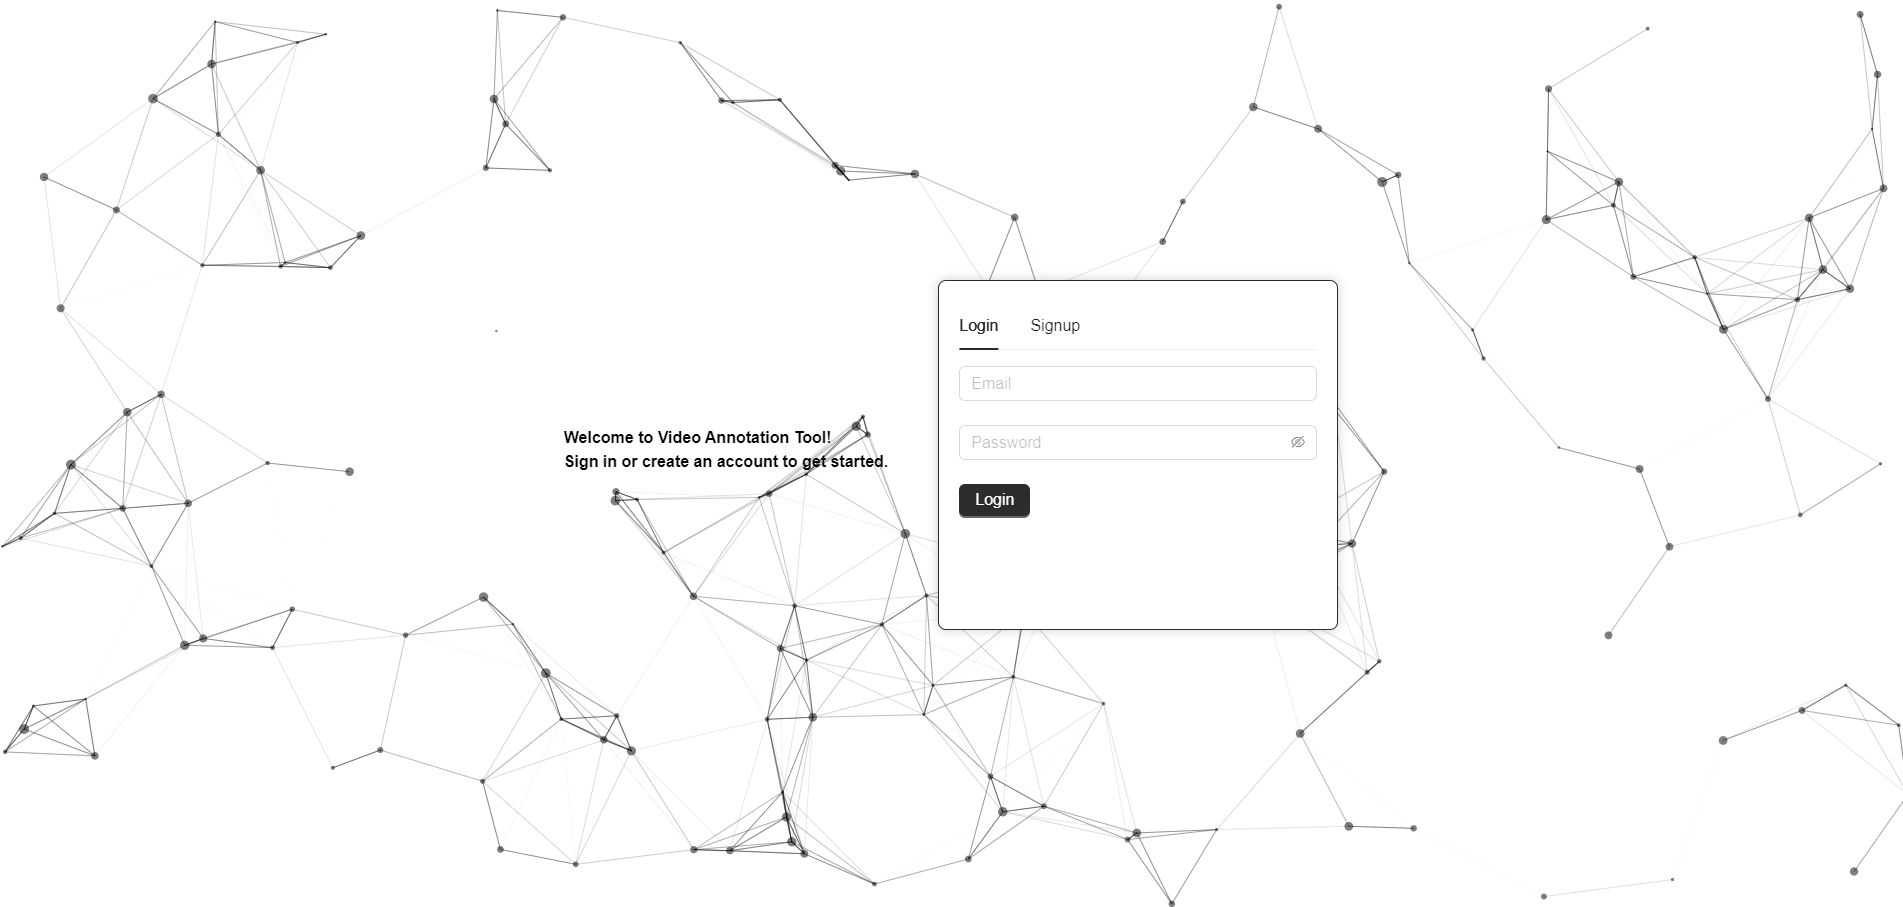 Login Signup
Email
Welcome to Video Annotation Tool!
Password
Sign in or create an account to get started.
Login